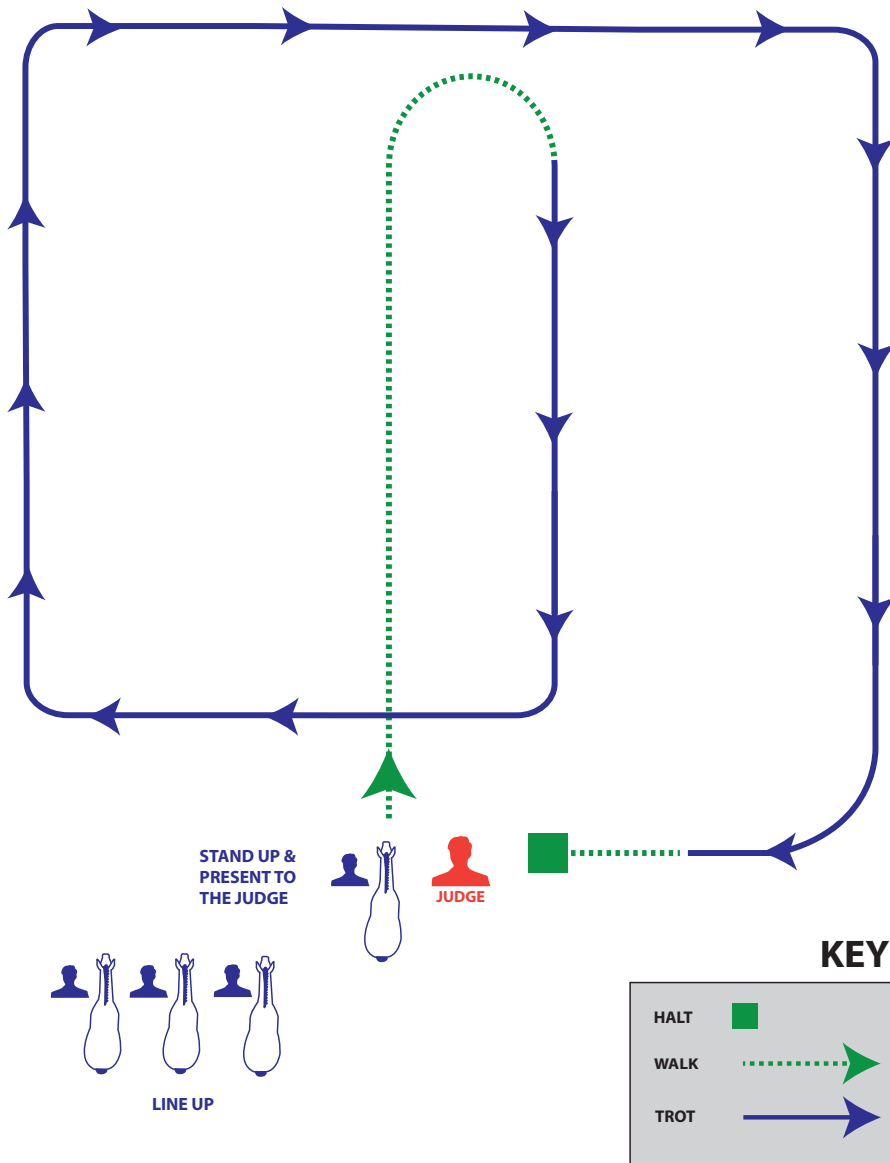 STAND UP &
PRESENT TO
THE JUDGE
JUDGE
LINE UP
KEY
HALT
WALK
TROT